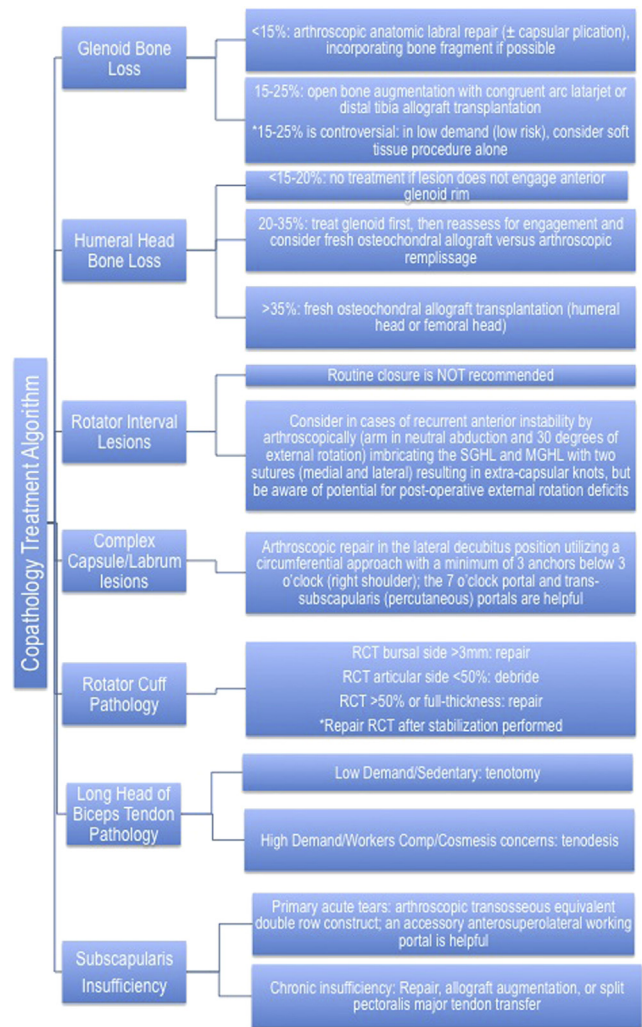 Copathology Treatment Algorithm
Glenoid Bone
Loss
<15%: arthroscopic anatomic labral repair (± capsular plication),
incorporating bone fragment if possible
15-25%: open bone augmentation with congruent arc latarjet or
distal tibia allograft transplantation
*15-25% is controversial: in low demand (low risk), consider soft
tissue procedure alone
Humeral Head
Bone Loss
<15-20%: no treatment if lesion does not engage anterior
glenoid rim
20-35%: treat glenoid first, then reassess for engagement and
consider fresh osteochondral allograft versus arthroscopic
remplissage
>35%: fresh osteochondral allograft transplantation (humeral
head or femoral head)
Rotator Interval
Lesions
Routine closure is NOT recommended
Consider in cases of recurrent anterior instability by
arthroscopically (arm in neutral abduction and 30 degrees of
external rotation) imbricating the SGHL and MGHL with two
sutures (medial and lateral) resulting in extra-capsular knots, but
be aware of potential for post-operative external rotation deficits
Complex
Capsule/Labrum
lesions
Arthroscopic repair in the lateral decubitus position utilizing a
circumferential approach with a minimum of 3 anchors below 3
o'clock (right shoulder); the 7 o'clock portal and trans-
subscapularis (percutaneous) portals are helpful
Rotator Cuff
Pathology
RCT bursal side >3mm: repair
RCT articular side <50%: debride
RCT >50% or full-thickness: repair
*Repair RCT after stabilization performed
Long Head of
Biceps Tendon
Pathology
Low Demand/Sedentary: tenotomy
High Demand/Workers Comp/Cosmesis concerns: tenodesis
Subscapularis
Insufficiency
Primary acute tears: arthroscopic transosseous equivalent
double row construct; an accessory anterosuperolateral working
portal is helpful
Chronic insufficiency: Repair, allograft augmentation, or split
pectoralis major tendon transfer